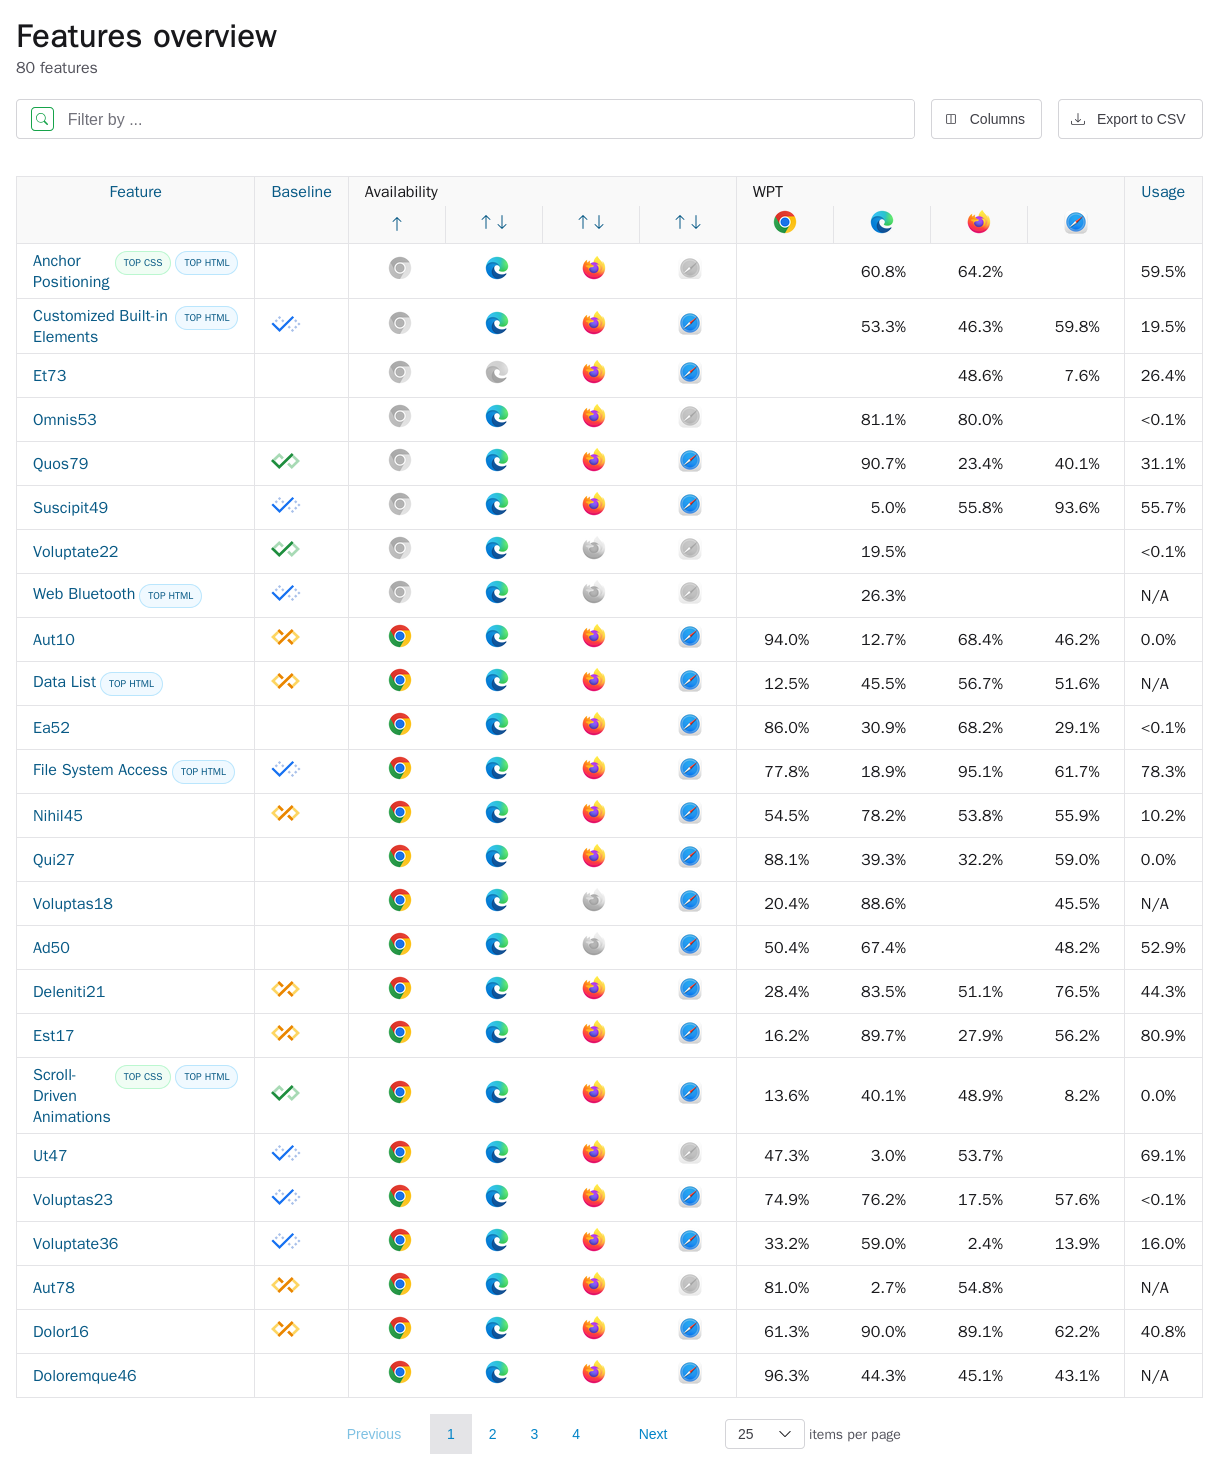 Features overview
80 features
Filter by ...
Columns
Export to CSV
Feature Baseline Availability WPT Usage
Anchor Positioning TOP CSS TOP HTML 60.8% 64.2% 59.5%
Customized Built-in Elements TOP HTML 53.3% 46.3% 59.8% 19.5%
Et73 48.6% 7.6% 26.4%
Omnis53 81.1% 80.0% <0.1%
Quos79 90.7% 23.4% 40.1% 31.1%
Suscipit49 5.0% 55.8% 93.6% 55.7%
Voluptate22 19.5% <0.1%
Web Bluetooth TOP HTML 26.3% N/A
Aut10 94.0% 12.7% 68.4% 46.2% 0.0%
Data List TOP HTML 12.5% 45.5% 56.7% 51.6% N/A
Ea52 86.0% 30.9% 68.2% 29.1% <0.1%
File System Access TOP HTML 77.8% 18.9% 95.1% 61.7% 78.3%
Nihil45 54.5% 78.2% 53.8% 55.9% 10.2%
Qui27 88.1% 39.3% 32.2% 59.0% 0.0%
Voluptas18 20.4% 88.6% 45.5% N/A
Ad50 50.4% 67.4% 48.2% 52.9%
Deleniti21 28.4% 83.5% 51.1% 76.5% 44.3%
Est17 16.2% 89.7% 27.9% 56.2% 80.9%
Scroll-Driven Animations TOP CSS TOP HTML 13.6% 40.1% 48.9% 8.2% 0.0%
Ut47 47.3% 3.0% 53.7% 69.1%
Voluptas23 74.9% 76.2% 17.5% 57.6% <0.1%
Voluptate36 33.2% 59.0% 2.4% 13.9% 16.0%
Aut78 81.0% 2.7% 54.8% N/A
Dolor16 61.3% 90.0% 89.1% 62.2% 40.8%
Doloremque46 96.3% 44.3% 45.1% 43.1% N/A
Previous 1 2 3 4 Next 25 items per page